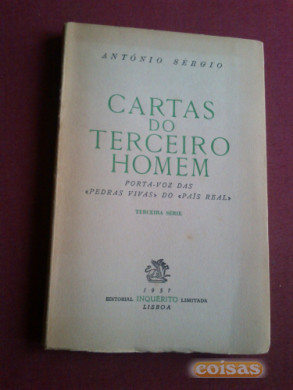 ANTÓNIO SÉRGIO
CARTAS
DO
TERCEIRO
HOMEM
PORTA-VOZ DAS
«PEDRAS VIVAS» DO «PAÍS REAL»
TERCEIRA SÉRIE
1957
EDITORIAL INQUÉRITO LIMITADA
LISBOA
coisas